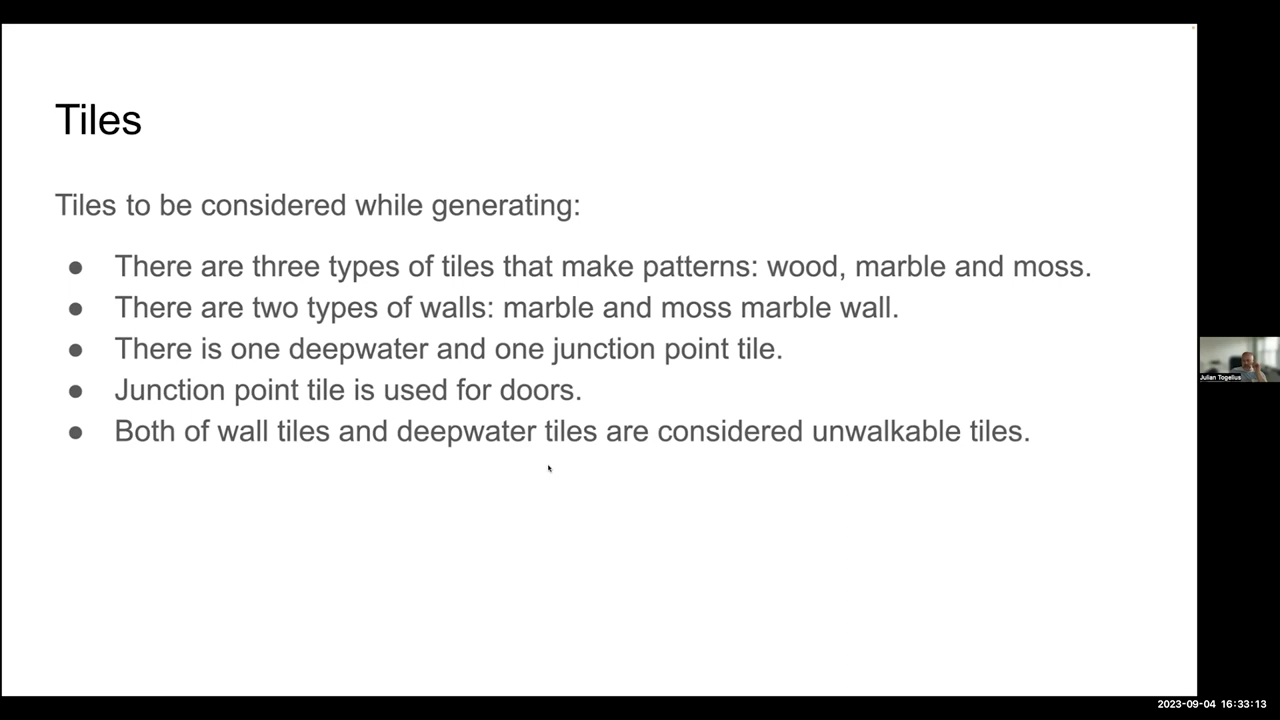 Tiles
Tiles to be considered while generating:
● There are three types of tiles that make patterns: wood, marble and moss.
● There are two types of walls: marble and moss marble wall.
● There is one deepwater and one junction point tile.
● Junction point tile is used for doors.
● Both of wall tiles and deepwater tiles are considered unwalkable tiles.
Julian Togelius
2023-09-04 16:33:13